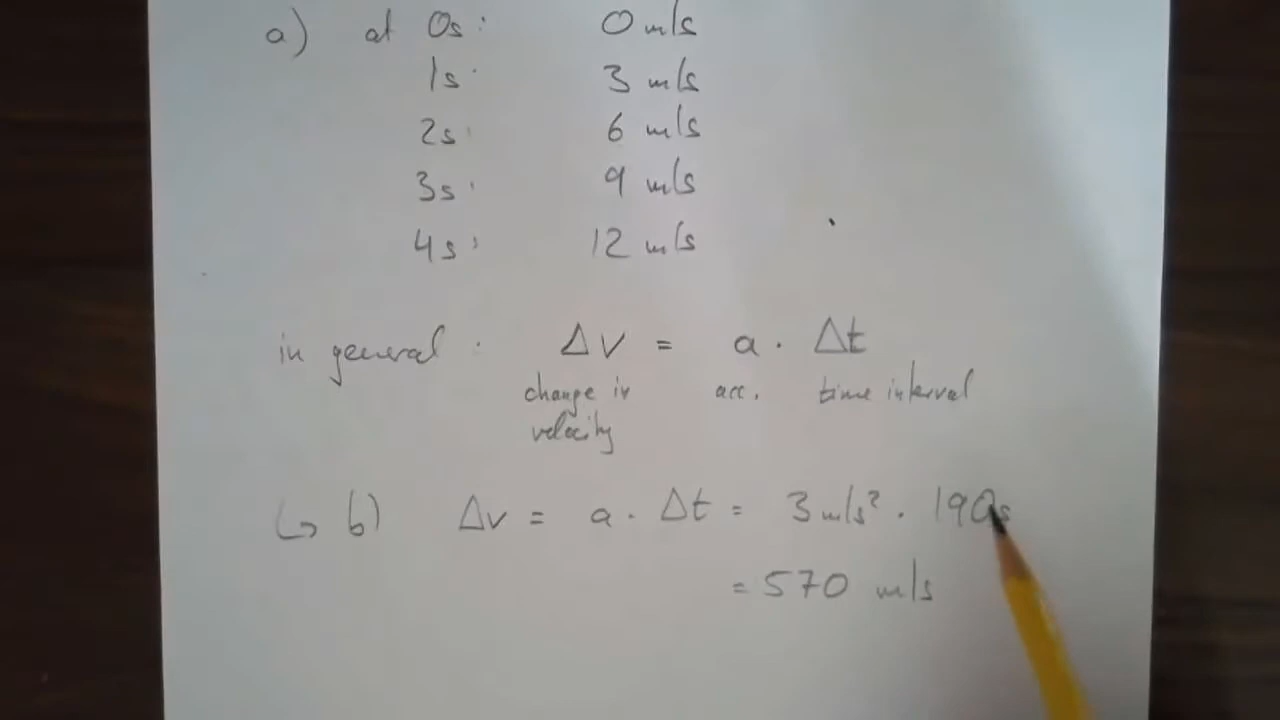 a) at 0s: 0 m/s
1s: 3 m/s
2s: 6 m/s
3s: 9 m/s
4s: 12 m/s
in general: Δv = a · Δt
change in acc. time interval
velocity
↳ b) Δv = a · Δt = 3 m/s² · 190s
= 570 m/s